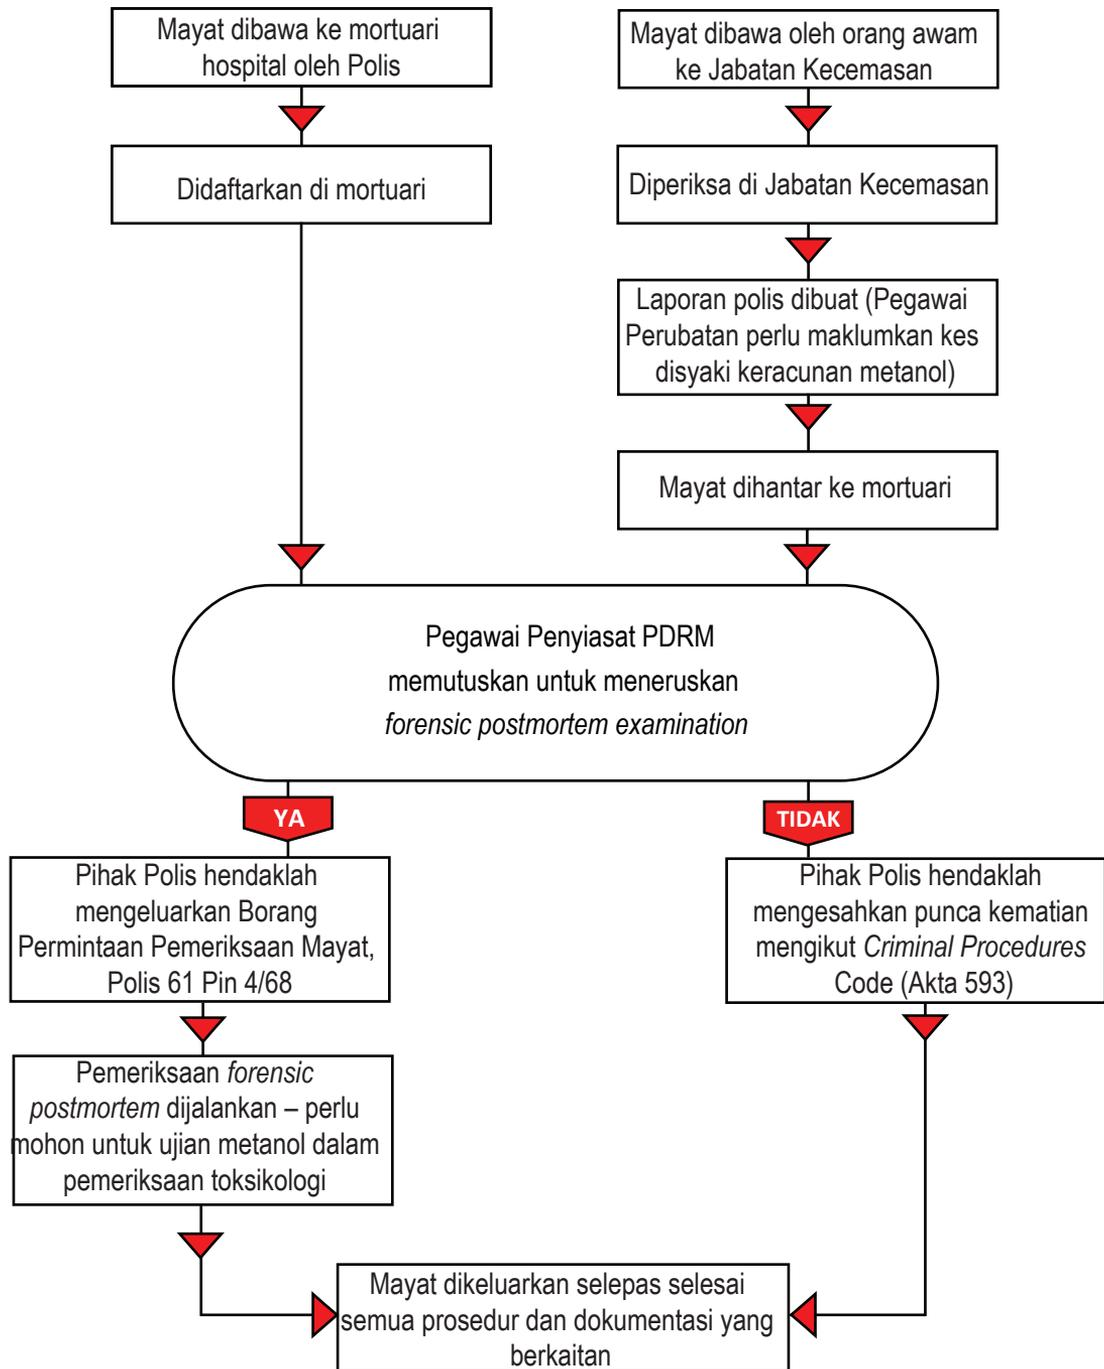 Mayat dibawa ke mortuari
hospital oleh Polis
Didaftarkan di mortuari
Mayat dibawa oleh orang awam
ke Jabatan Kecemasan
Diperiksa di Jabatan Kecemasan
Laporan polis dibuat (Pegawai
Perubatan perlu maklumkan kes
disyaki keracunan metanol)
Mayat dihantar ke mortuari
Pegawai Penyiasat PDRM
memutuskan untuk meneruskan
forensic postmortem examination
YA
Pihak Polis hendaklah
mengeluarkan Borang
Permintaan Pemeriksaan Mayat,
Polis 61 Pin 4/68
Pemeriksaan forensic
postmortem dijalankan – perlu
mohon untuk ujian metanol dalam
pemeriksaan toksikologi
TIDAK
Pihak Polis hendaklah
mengesahkan punca kematian
mengikut Criminal Procedures
Code (Akta 593)
Mayat dikeluarkan selepas selesai
semua prosedur dan dokumentasi yang
berkaitan